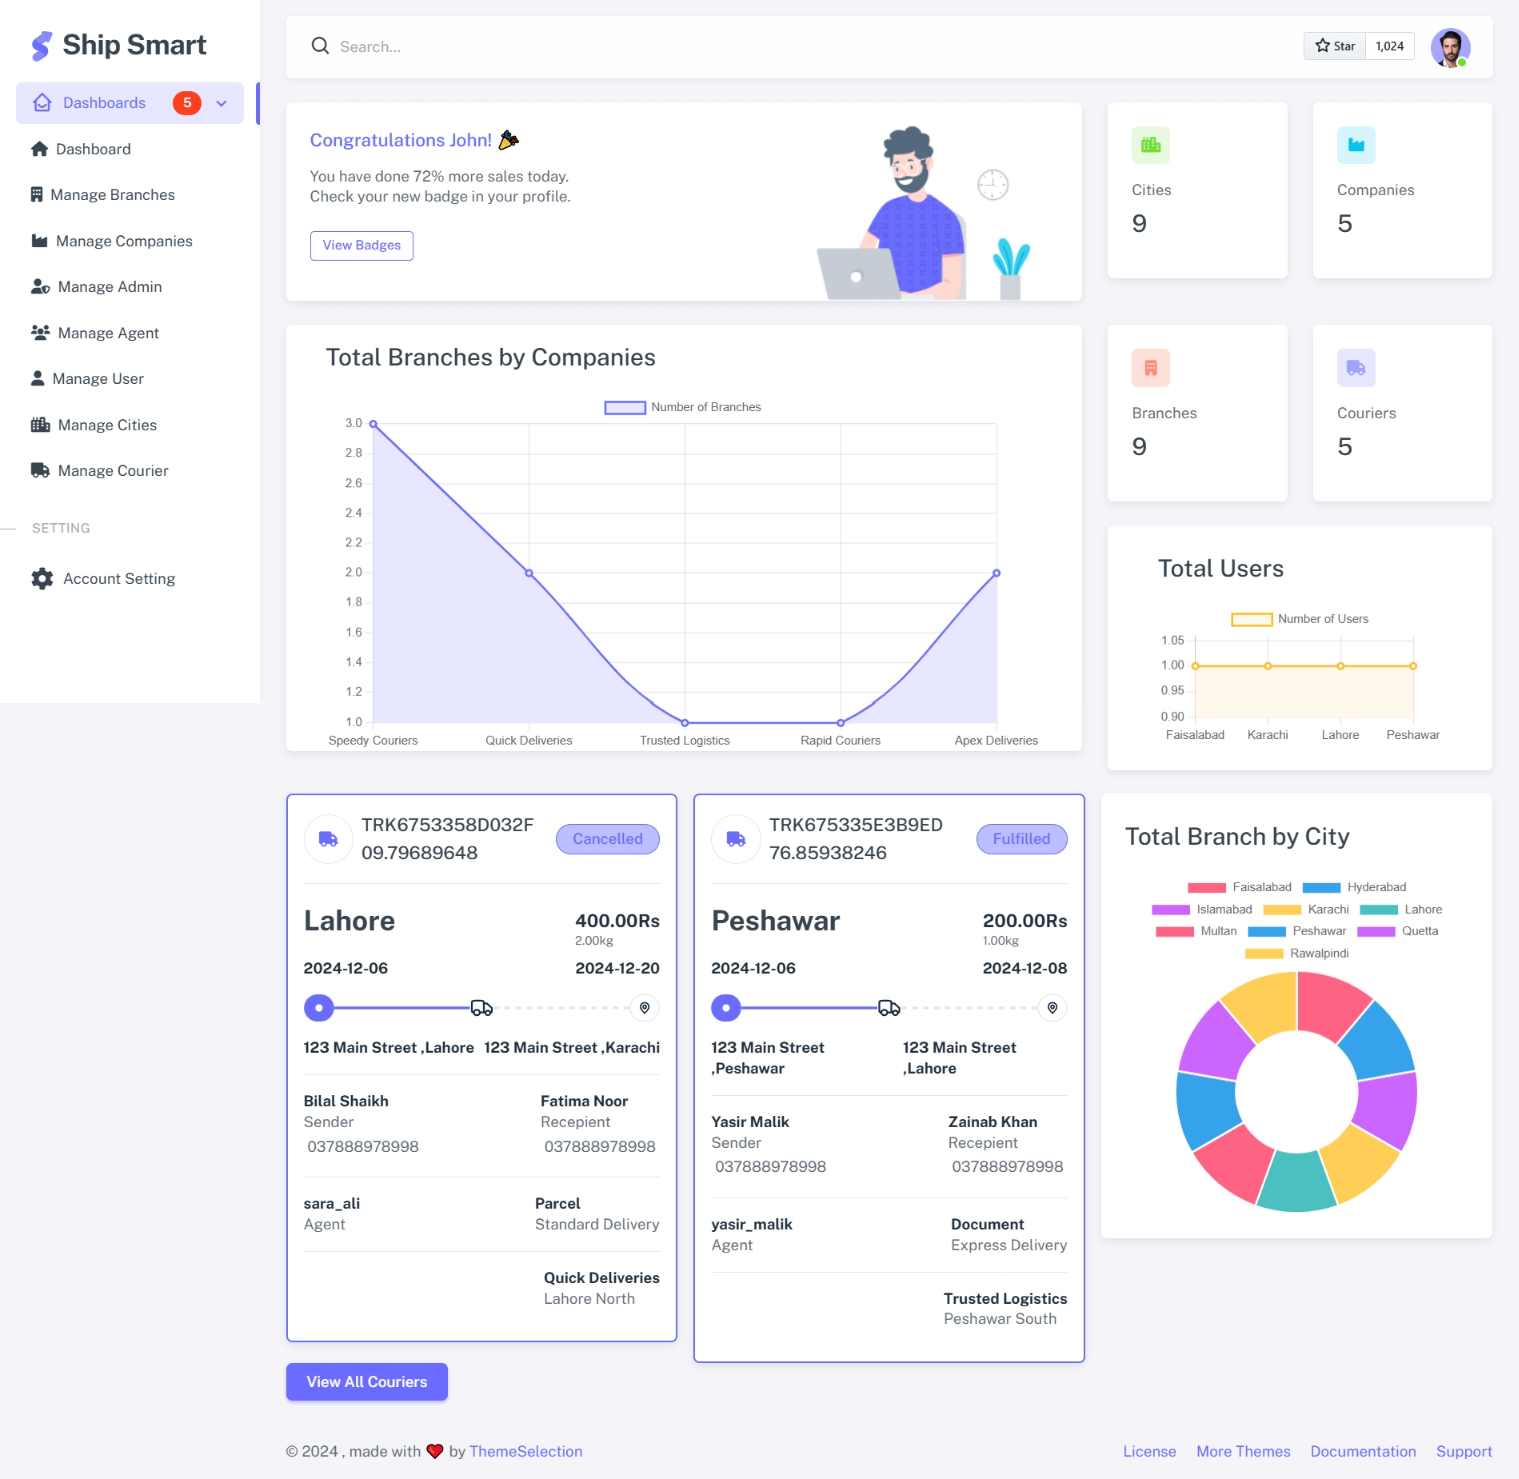 Ship Smart
Dashboards 5
Dashboard
Manage Branches
Manage Companies
Manage Admin
Manage Agent
Manage User
Manage Cities
Manage Courier
SETTING
Account Setting
Search...
Star 1,024
Congratulations John!
You have done 72% more sales today.
Check your new badge in your profile.
View Badges
Cities
9
Companies
5
Total Branches by Companies
Number of Branches
3.0
2.8
2.6
2.4
2.2
2.0
1.8
1.6
1.4
1.2
1.0
Speedy Couriers Quick Deliveries Trusted Logistics Rapid Couriers Apex Deliveries
Branches
9
Couriers
5
Total Users
Number of Users
1.05
1.00
0.95
0.90
Faisalabad Karachi Lahore Peshawar
TRK6753358D032F
09.79689648
Cancelled
Lahore 400.00Rs
2.00kg
2024-12-06 2024-12-20
123 Main Street ,Lahore 123 Main Street ,Karachi
Bilal Shaikh Fatima Noor
Sender Recepient
037888978998 037888978998
sara_ali Parcel
Agent Standard Delivery
Quick Deliveries
Lahore North
TRK675335E3B9ED
76.85938246
Fulfilled
Peshawar 200.00Rs
1.00kg
2024-12-06 2024-12-08
123 Main Street 123 Main Street
,Peshawar ,Lahore
Yasir Malik Zainab Khan
Sender Recepient
037888978998 037888978998
yasir_malik Document
Agent Express Delivery
Trusted Logistics
Peshawar South
Total Branch by City
Faisalabad Hyderabad
Islamabad Karachi Lahore
Multan Peshawar Quetta
Rawalpindi
View All Couriers
© 2024 , made with ❤️ by ThemeSelection
License More Themes Documentation Support